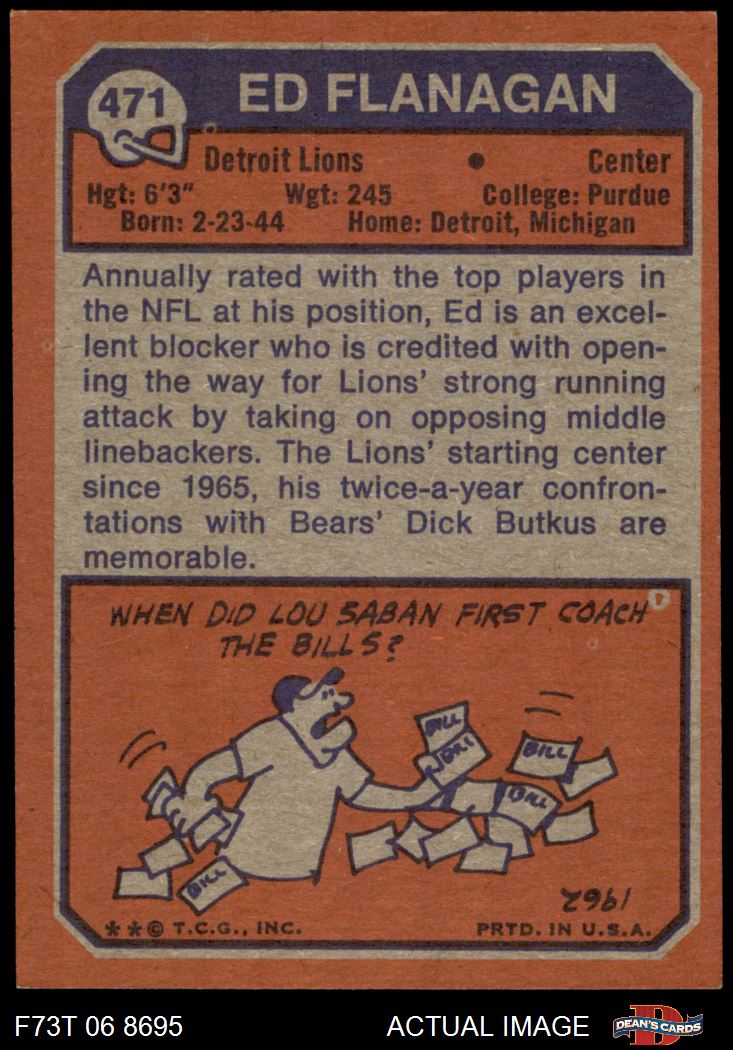 471
ED FLANAGAN
Detroit Lions • Center
Hgt: 6'3" Wgt: 245 College: Purdue
Born: 2-23-44 Home: Detroit, Michigan
Annually rated with the top players in
the NFL at his position, Ed is an excel-
lent blocker who is credited with open-
ing the way for Lions' strong running
attack by taking on opposing middle
linebackers. The Lions' starting center
since 1965, his twice-a-year confron-
tations with Bears' Dick Butkus are
memorable.
WHEN DID LOU SABAN FIRST COACH
THE BILLS?
BILL
BILL
BILL
BILL
BILL
1962
**© T.C.G., INC. PRTD. IN U.S.A.
F73T 06 8695 ACTUAL IMAGE
D
DEAN'S CARDS